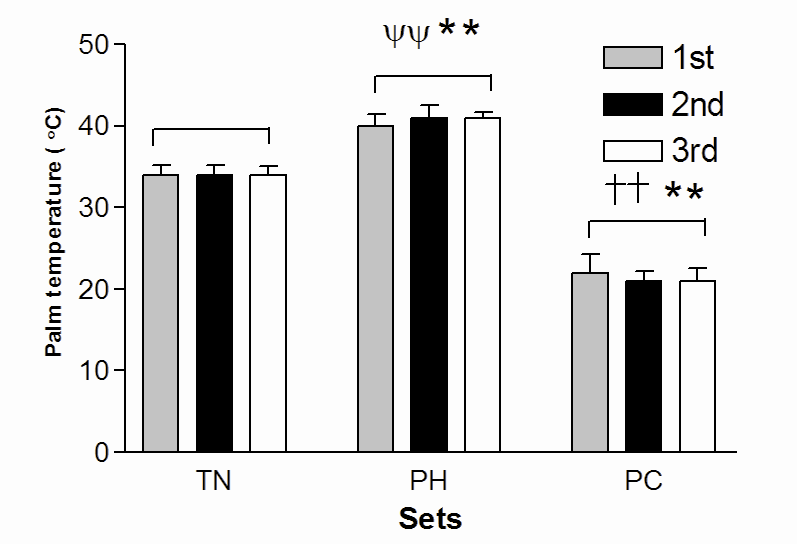 50
40
30
20
10
0
Palm temperature ( °C)
ψψ **
1st
2nd
3rd
†† **
TN PH PC
Sets